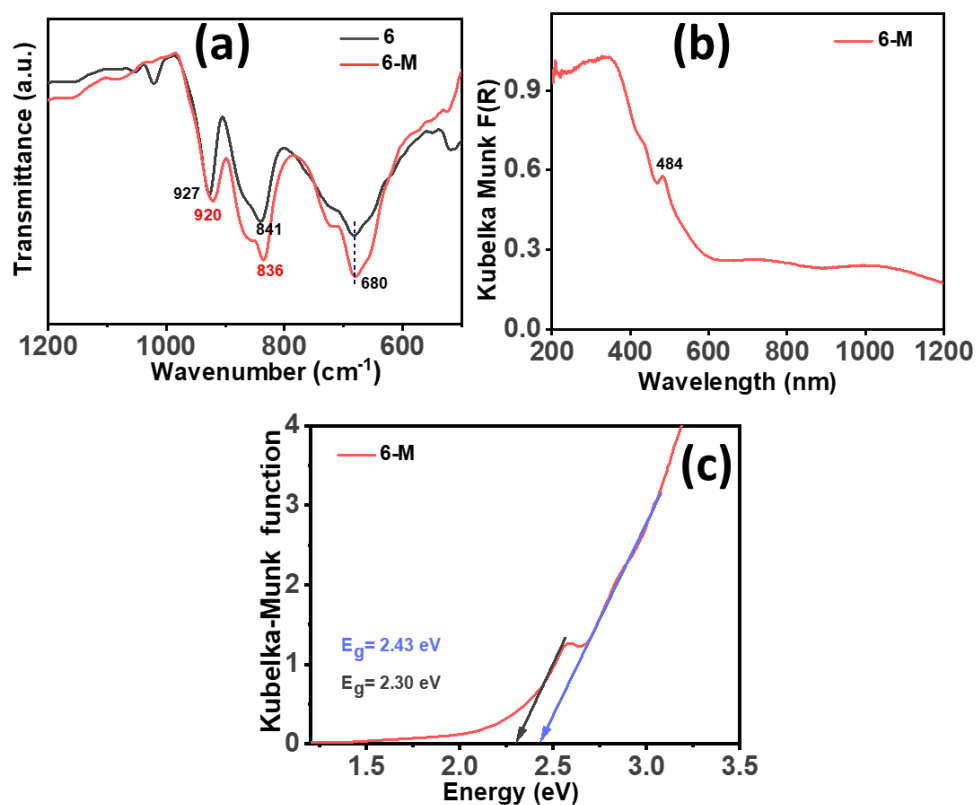 (a)
6
6-M
927
920
841
836
680
Transmittance (a.u.)
1200 1000 800 600
Wavenumber (cm-1)
(b)
6-M
484
Kubelka Munk F(R)
0.9
0.6
0.3
0.0
200 400 600 800 1000 1200
Wavelength (nm)
(c)
6-M
Kubelka-Munk function
4
3
2
1
0
Eg= 2.43 eV
Eg= 2.30 eV
1.5 2.0 2.5 3.0 3.5
Energy (eV)